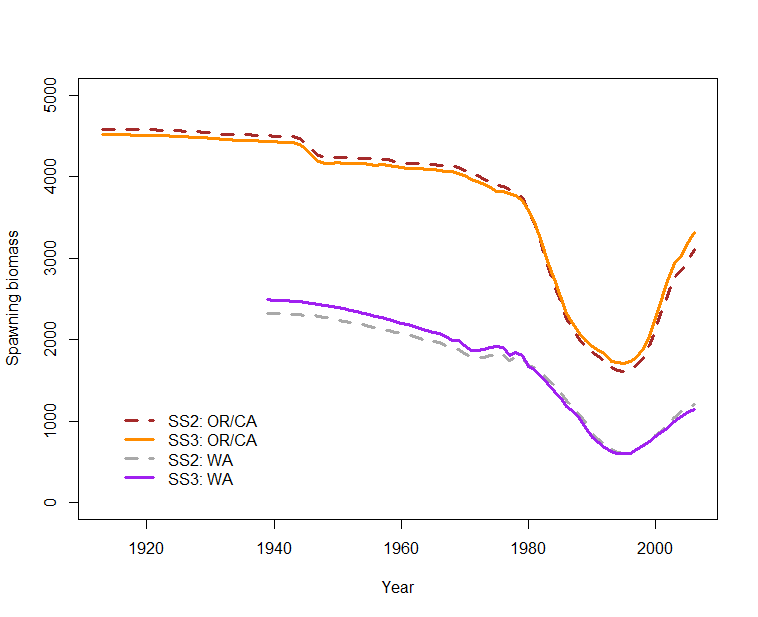 5000
4000
3000
2000
1000
0
Spawning biomass
SS2: OR/CA
SS3: OR/CA
SS2: WA
SS3: WA
1920 1940 1960 1980 2000
Year